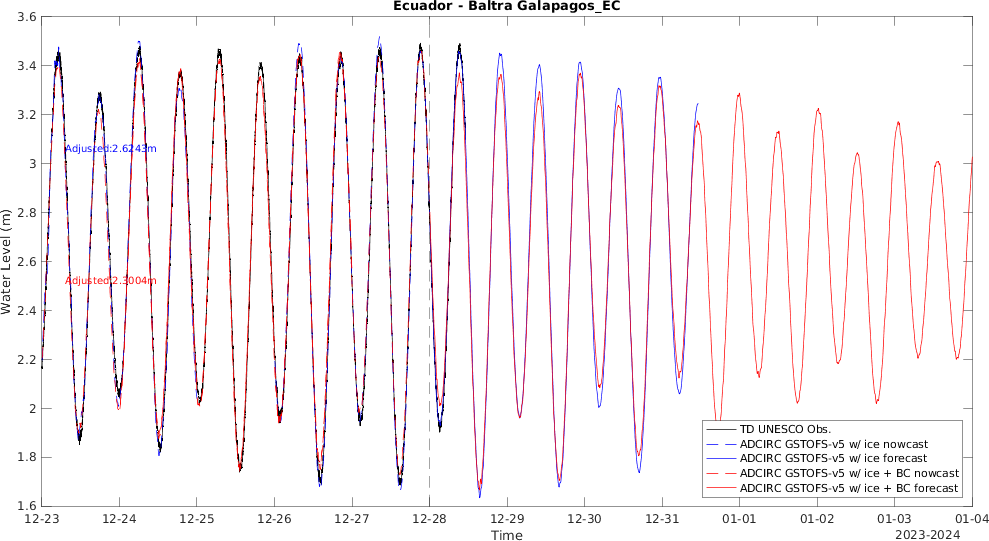 Ecuador - Baltra Galapagos_EC
3.6
3.4
3.2
3
2.8
2.6
2.4
2.2
2
1.8
1.6
Water Level (m)
Adjusted:2.6243m
Adjusted:2.3004m
TD UNESCO Obs.
ADCIRC GSTOFS-v5 w/ ice nowcast
ADCIRC GSTOFS-v5 w/ ice forecast
ADCIRC GSTOFS-v5 w/ ice + BC nowcast
ADCIRC GSTOFS-v5 w/ ice + BC forecast
12-23 12-24 12-25 12-26 12-27 12-28 12-29 12-30 12-31 01-01 01-02 01-03 01-04
Time
2023-2024